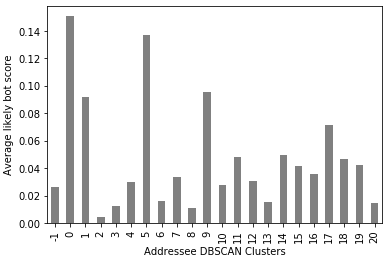 Average likely bot score
0.14
0.12
0.10
0.08
0.06
0.04
0.02
0.00
-1 0 1 2 3 4 5 6 7 8 9 10 11 12 13 14 15 16 17 18 19 20
Addressee DBSCAN Clusters